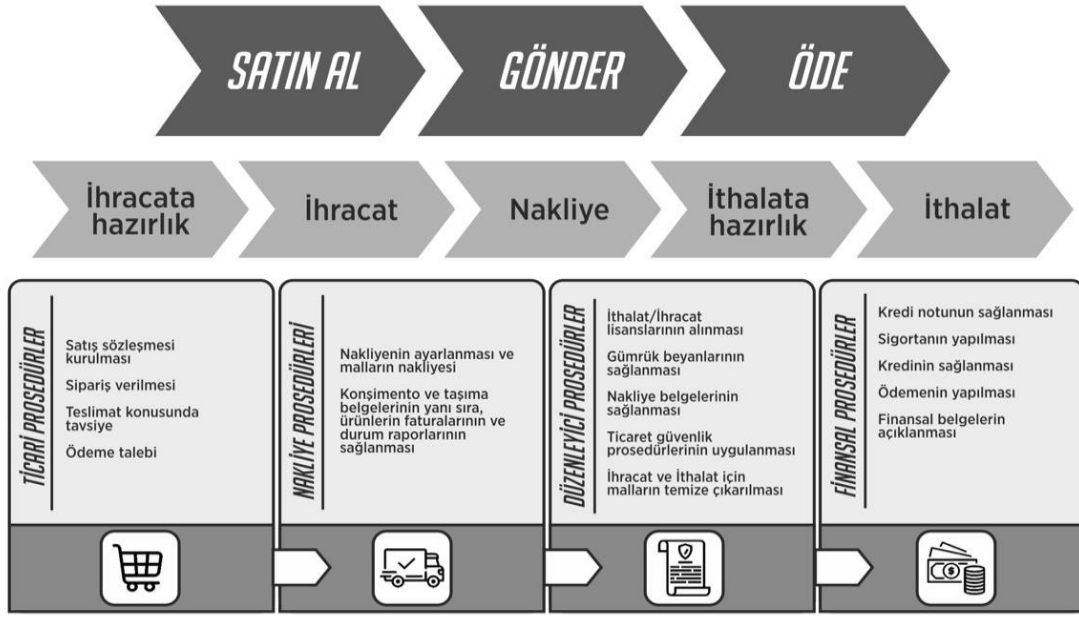 SATIN AL
GÖNDER
ÖDE
İhracata
hazırlık
İhracat
Nakliye
İthalata
hazırlık
İthalat
TİCARİ PROSEDÜRLER
Satış sözleşmesi
kurulması
Sipariş verilmesi
Teslimat konusunda
tavsiye
Ödeme talebi
NAKLİYE PROSEDÜRLERİ
Nakliyenin ayarlanması ve
malların nakliyesi
Konşimento ve taşıma
belgelerinin yanı sıra,
ürünlerin faturalarının ve
durum raporlarının
sağlanması
DÜZENLEYİCİ PROSEDÜRLER
İthalat/İhracat
lisanslarının alınması
Gümrük beyanlarının
sağlanması
Nakliye belgelerinin
sağlanması
Ticaret güvenlik
prosedürlerinin uygulanması
İhracat ve İthalat için
malların temize çıkarılması
FİNANSAL PROSEDÜRLER
Kredi notunun sağlanması
Sigortanın yapılması
Kredinin sağlanması
Ödemenin yapılması
Finansal belgelerin
açıklanması